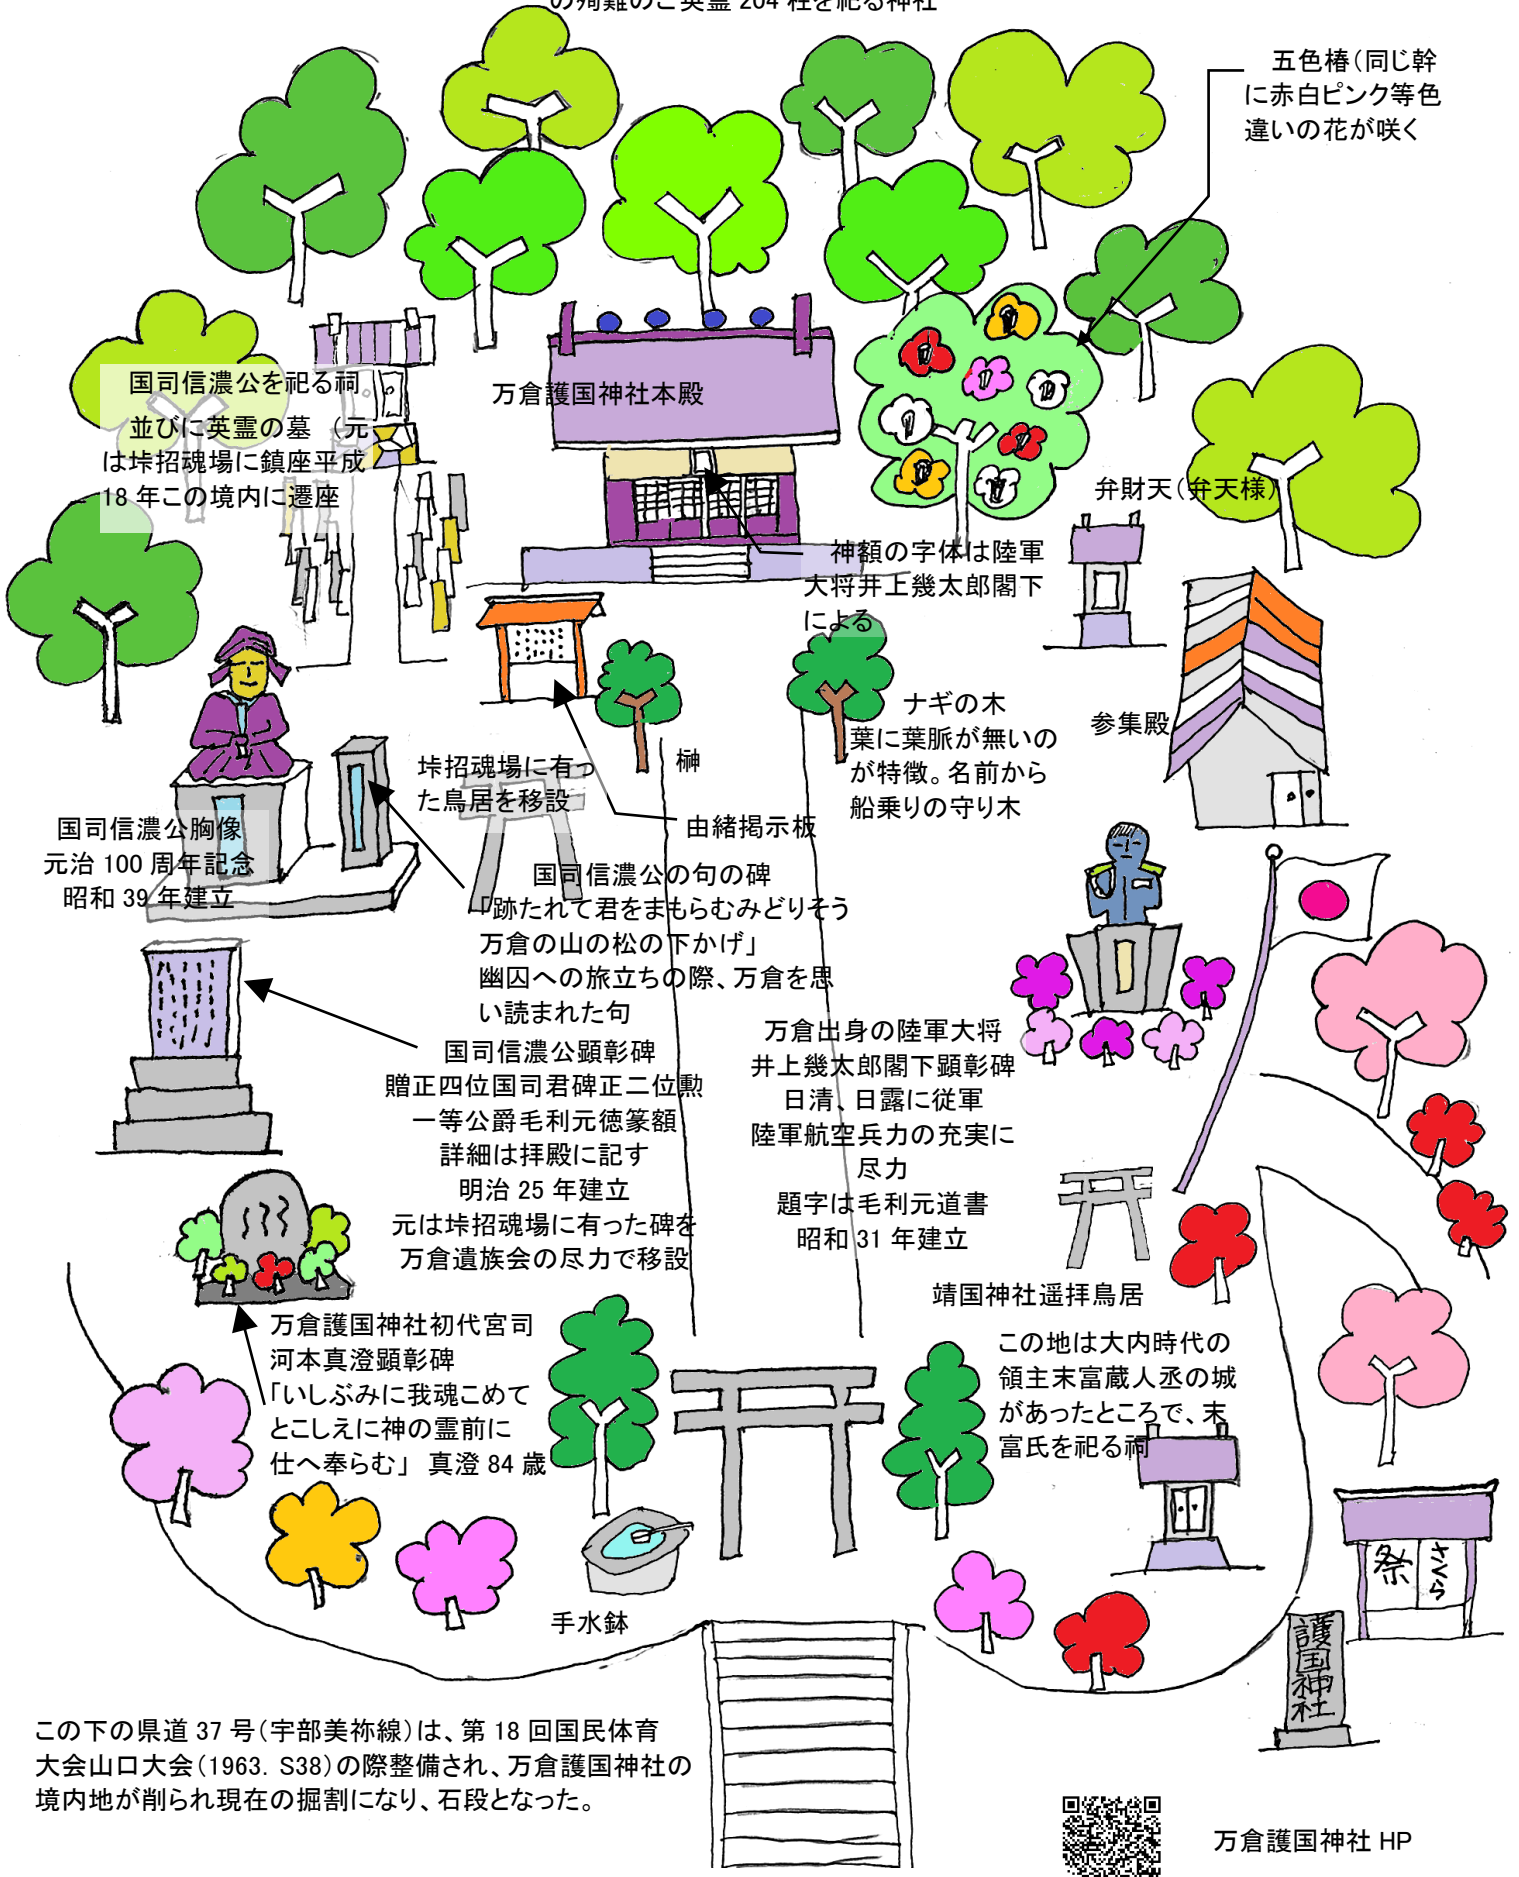 の殉難のご英霊 204 柱を祀る神社
五色椿（同じ幹
に赤白ピンク等色
違いの花が咲く
国司信濃公を祀る祠
並びに英霊の墓　（元
は垰招魂場に鎮座平成
18 年この境内に遷座
万倉護国神社本殿
弁財天（弁天様）
神額の字体は陸軍
大将井上幾太郎閣下
による
ナギの木
葉に葉脈が無いの
が特徴。名前から
船乗りの守り木
参集殿
榊
垰招魂場に有っ
た鳥居を移設
由緒掲示板
国司信濃公胸像
元治 100 周年記念
昭和 39 年建立
国司信濃公の句の碑
「跡たれて君をまもらむみどりそう
万倉の山の松の下かげ」
幽囚への旅立ちの際、万倉を思
い読まれた句
国司信濃公顕彰碑
贈正四位国司君碑正二位勲
一等公爵毛利元徳篆額
詳細は拝殿に記す
明治 25 年建立
元は垰招魂場に有った碑を
万倉遺族会の尽力で移設
万倉出身の陸軍大将
井上幾太郎閣下顕彰碑
日清、日露に従軍
陸軍航空兵力の充実に
尽力
題字は毛利元道書
昭和 31 年建立
靖国神社遥拝鳥居
万倉護国神社初代宮司
河本真澄顕彰碑
「いしぶみに我魂こめて
とこしえに神の霊前に
仕へ奉らむ」 真澄 84 歳
この地は大内時代の
領主末富蔵人丞の城
があったところで、末
富氏を祀る祠
手水鉢
さくら
祭
護国神社
この下の県道 37 号（宇部美祢線）は、第 18 回国民体育
大会山口大会（1963．S38）の際整備され、万倉護国神社の
境内地が削られ現在の掘割になり、石段となった。
万倉護国神社 HP